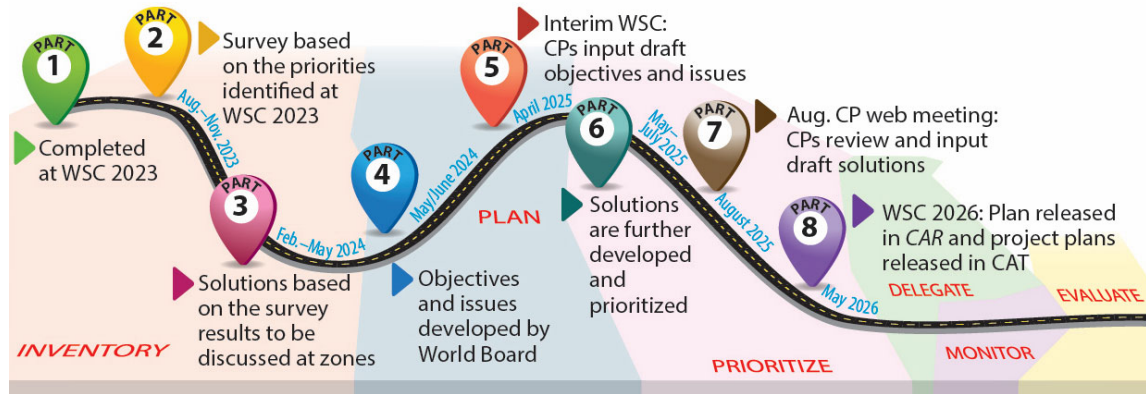 PART
1
Completed
at WSC 2023
PART
2
Survey based
on the priorities
identified at
WSC 2023
Aug.–Nov. 2023
PART
3
Solutions based
on the survey
results to be
discussed at zones
INVENTORY
Feb.–May 2024
PART
4
Objectives
and issues
developed by
World Board
May/June 2024
PLAN
PART
5
Interim WSC:
CPs input draft
objectives and issues
April 2025
PART
6
Solutions
are further
developed
and
prioritized
May–
July 2025
PART
7
Aug. CP web meeting:
CPs review and input
draft solutions
August 2025
PRIORITIZE
PART
8
WSC 2026: Plan released
in CAR and project plans
released in CAT
May 2026
DELEGATE
MONITOR
EVALUATE